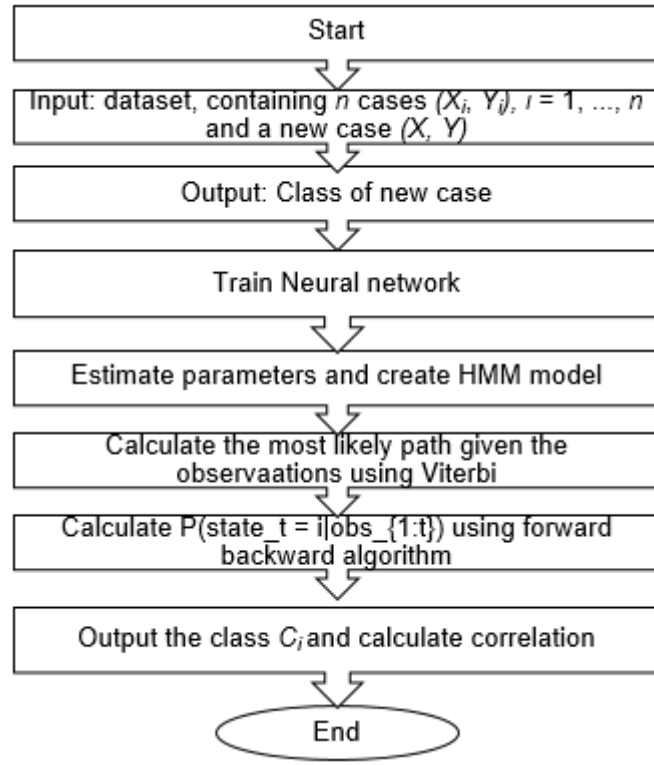 Start
Input: dataset, containing n cases (Xi, Yi), i = 1, ..., n
and a new case (X, Y)
Output: Class of new case
Train Neural network
Estimate parameters and create HMM model
Calculate the most likely path given the
observaations using Viterbi
Calculate P(state_t = i|obs_{1:t}) using forward
backward algorithm
Output the class Ci and calculate correlation
End